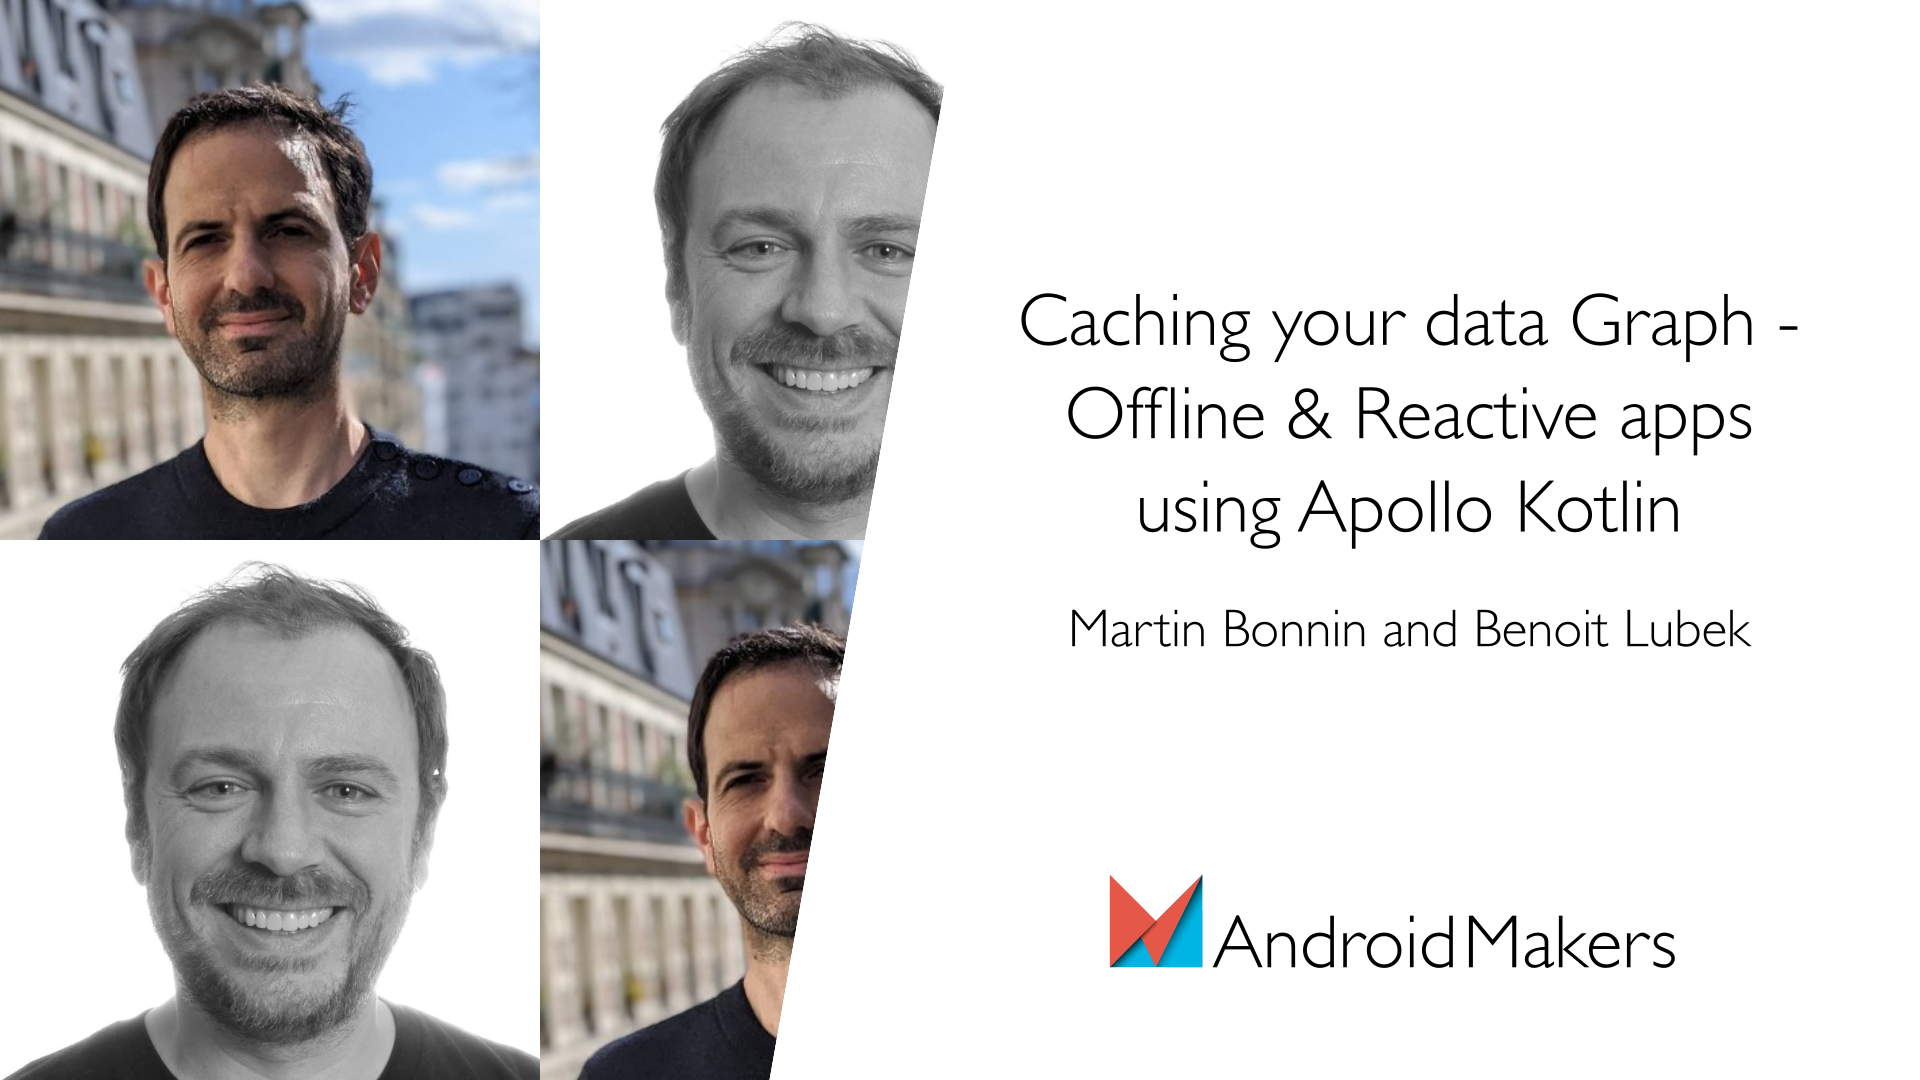 Caching your data Graph -
Offline & Reactive apps
using Apollo Kotlin
Martin Bonnin and Benoit Lubek
AndroidMakers